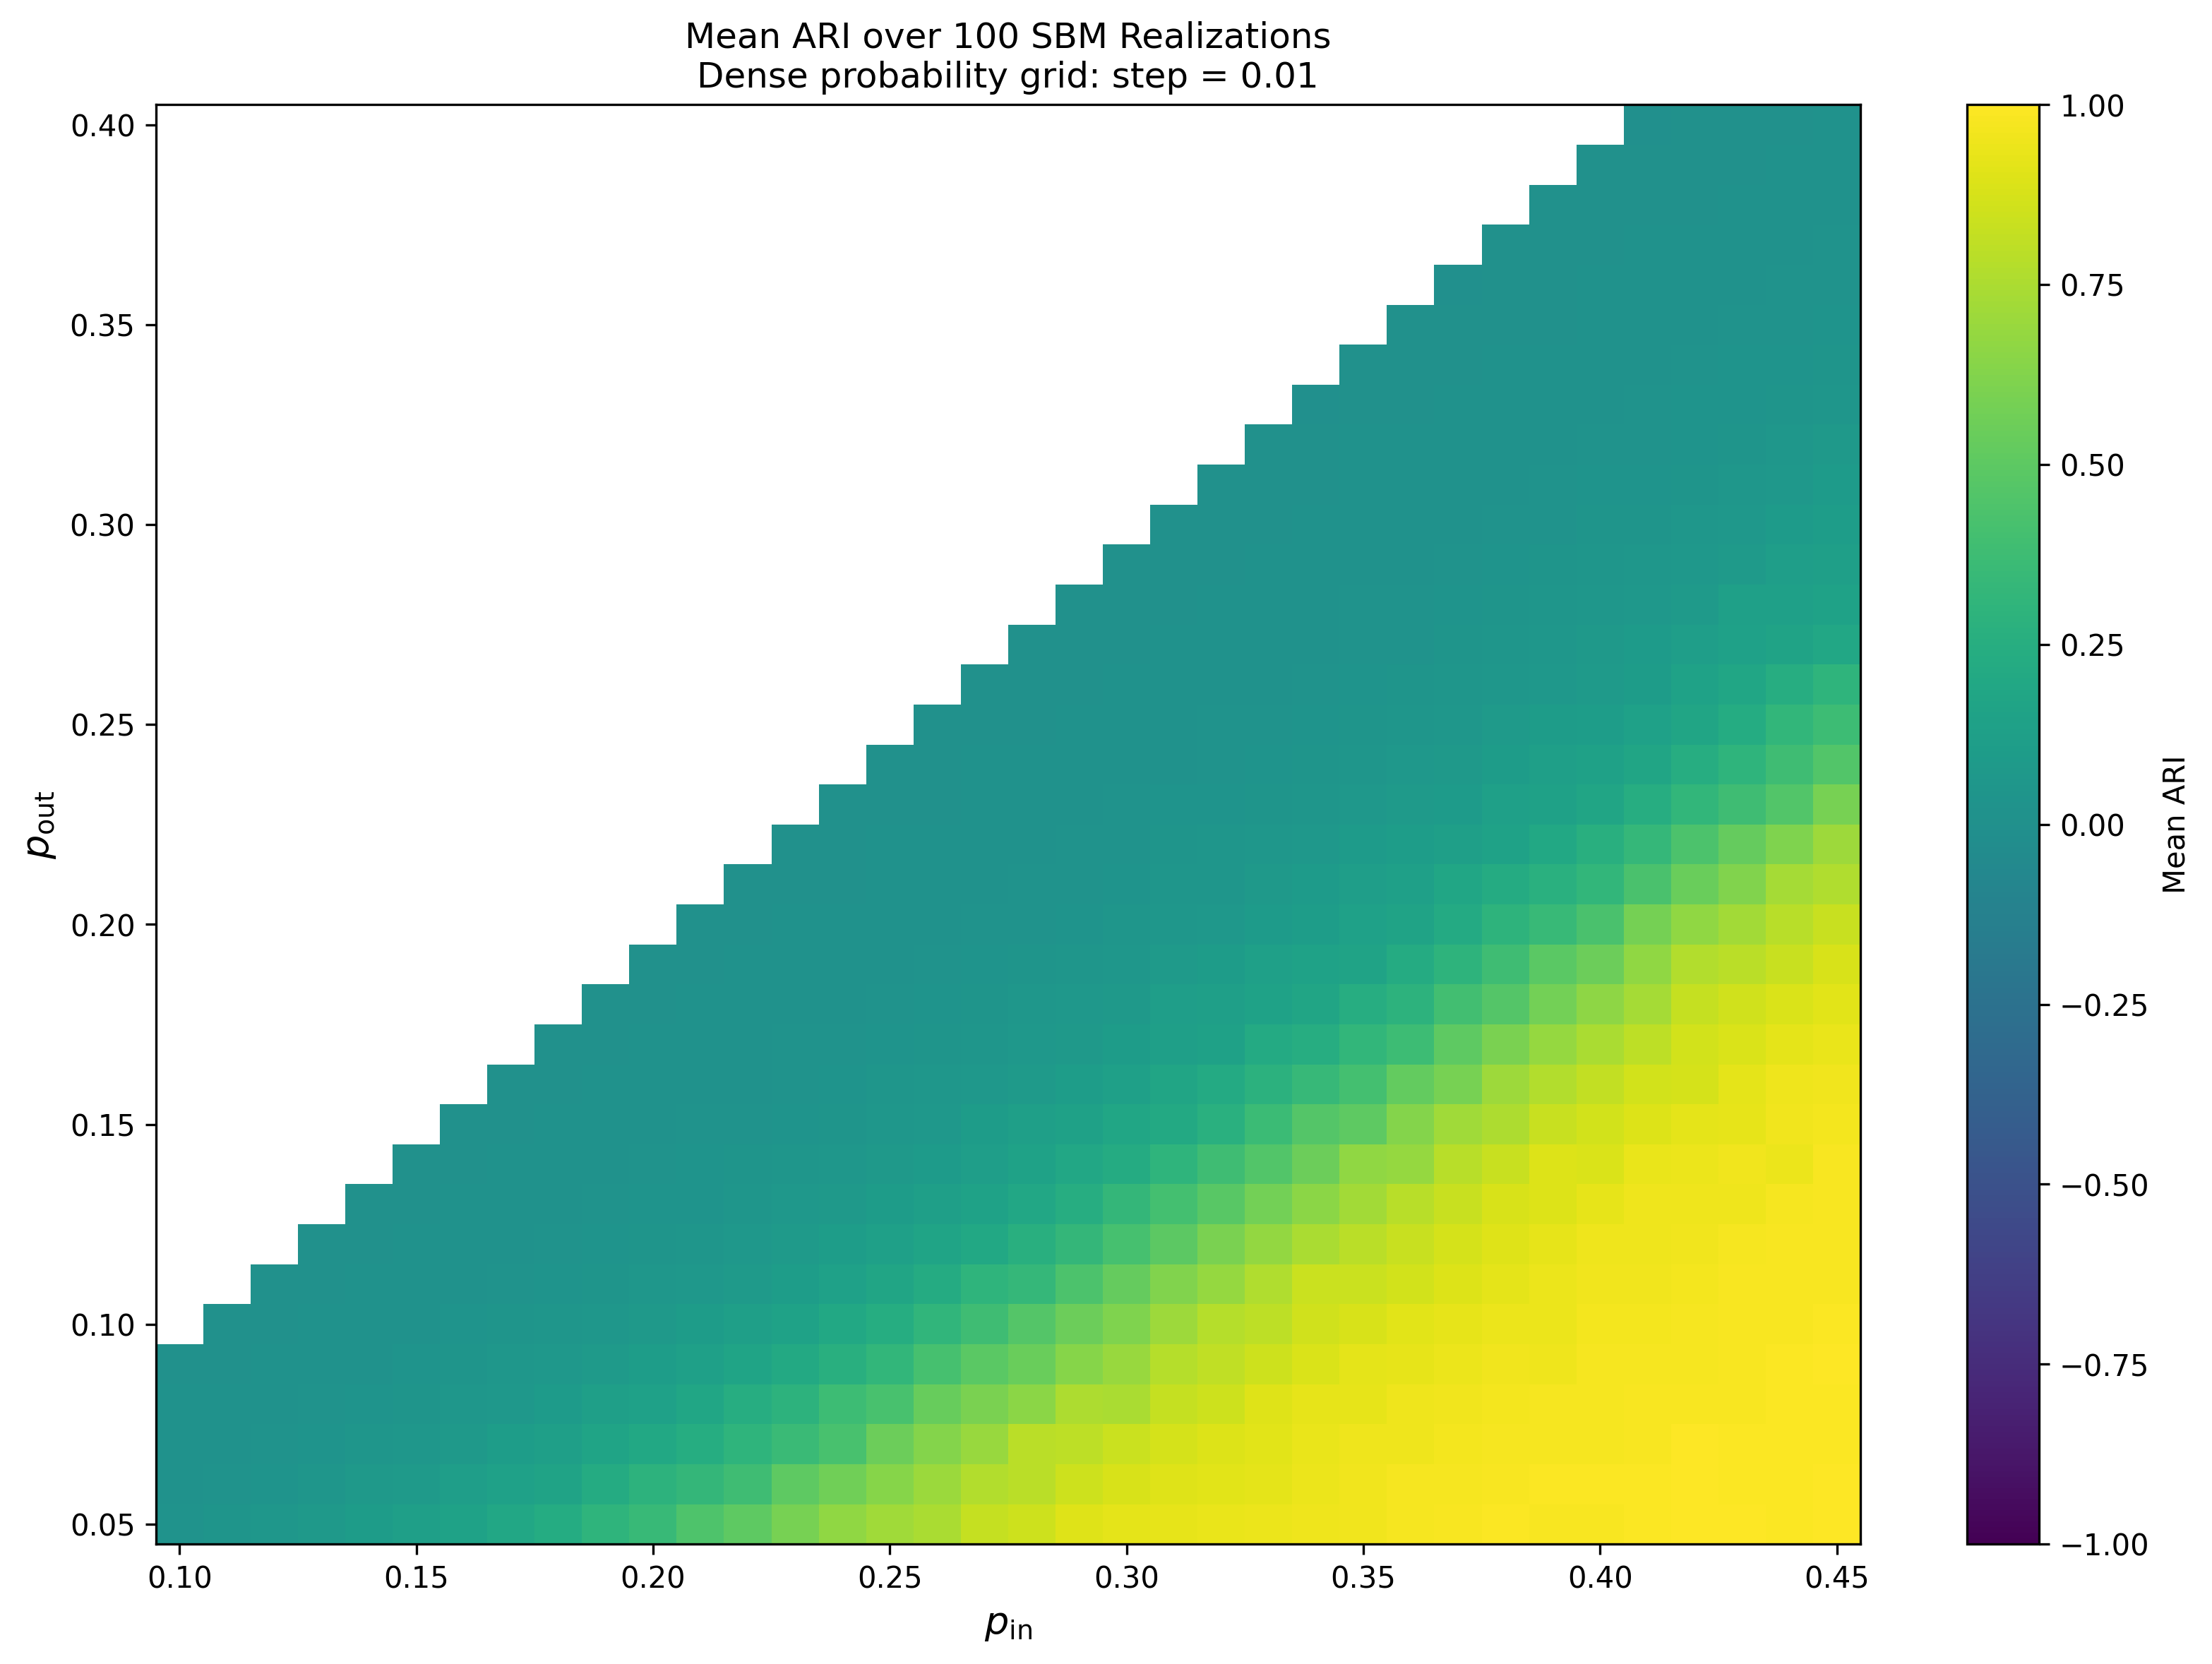 Mean ARI over 100 SBM Realizations
Dense probability grid: step = 0.01
0.40
0.35
0.30
0.25
0.20
0.15
0.10
0.05
p_out
0.10 0.15 0.20 0.25 0.30 0.35 0.40 0.45
p_in
1.00
0.75
0.50
0.25
0.00
−0.25
−0.50
−0.75
−1.00
Mean ARI